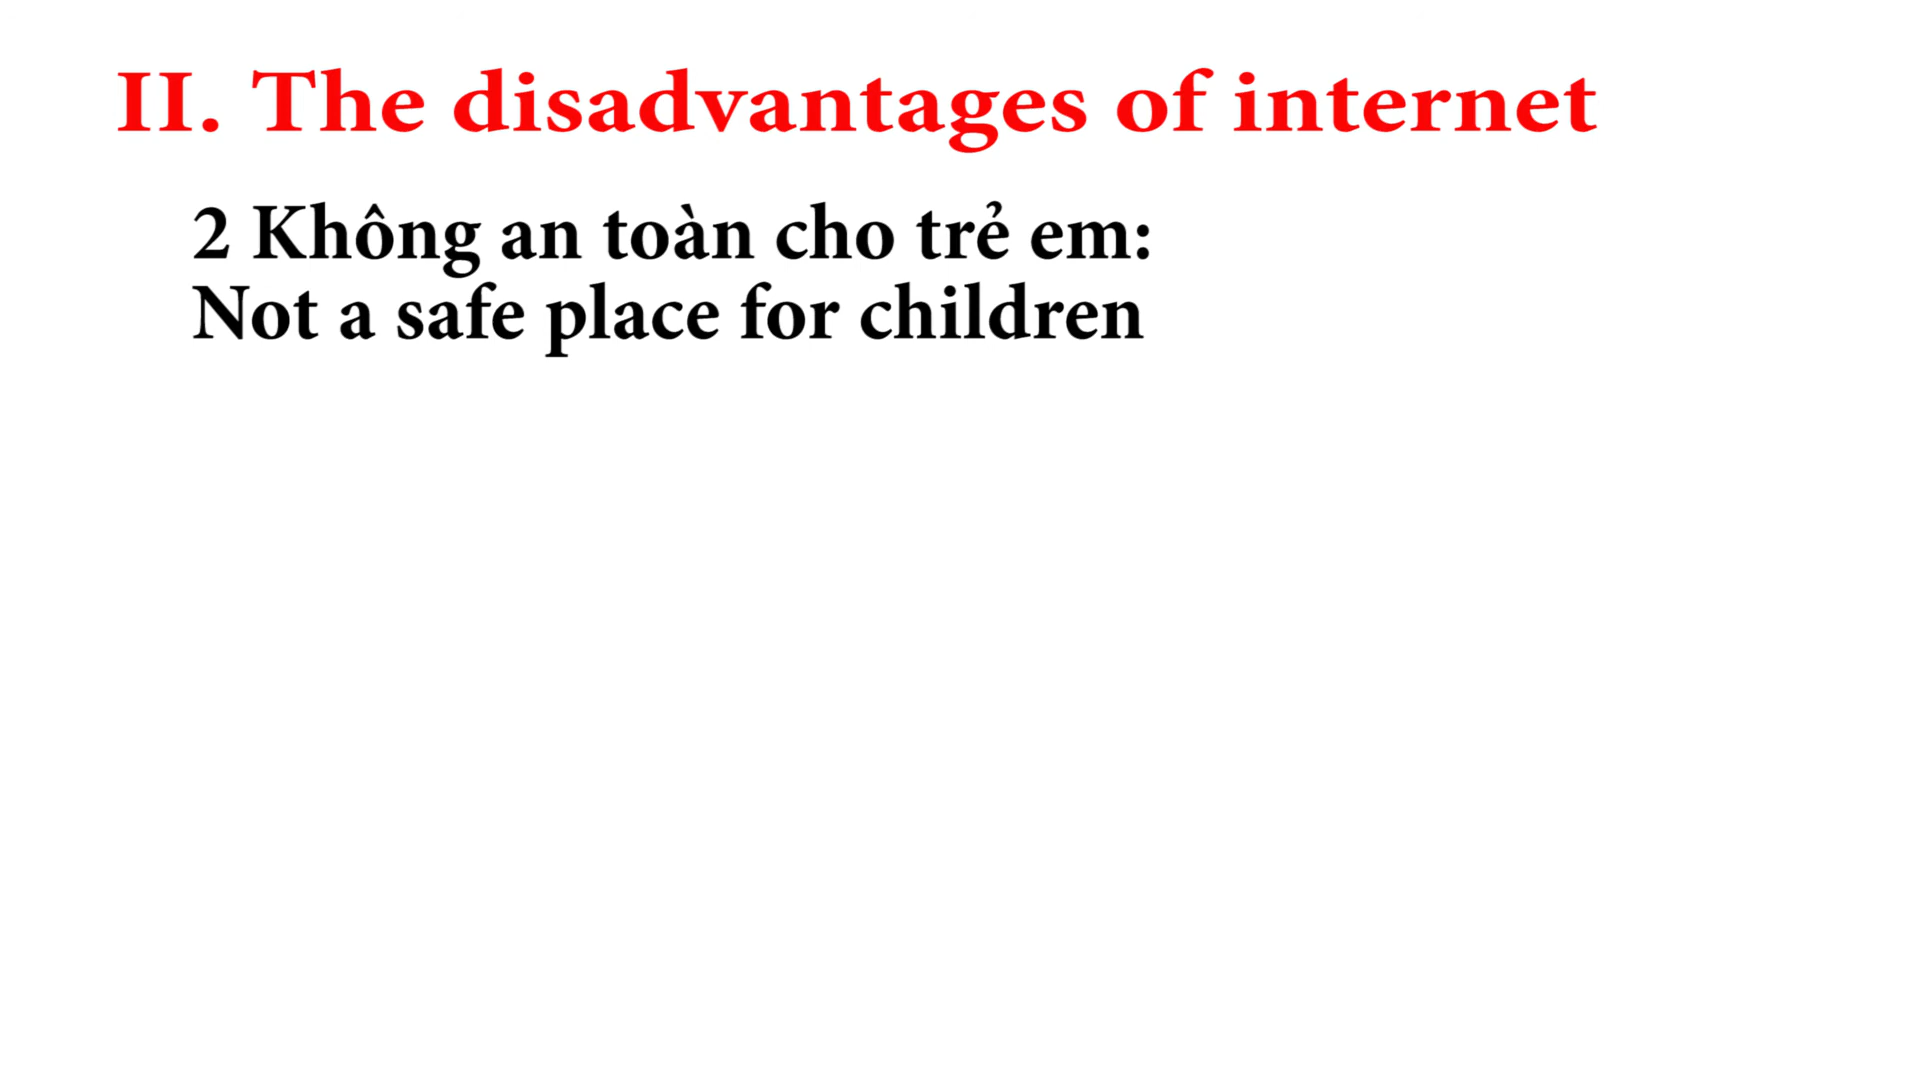 II. The disadvantages of internet
2 Không an toàn cho trẻ em:
Not a safe place for children